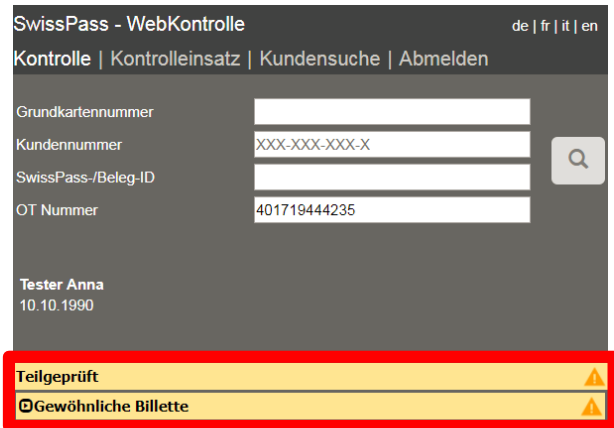 SwissPass - WebKontrolle
de | fr | it | en
Kontrolle | Kontrolleinsatz | Kundensuche | Abmelden
Grundkartennummer
Kundennummer XXX-XXX-XXX-X
SwissPass-/Beleg-ID
OT Nummer 401719444235
Tester Anna
10.10.1990
Teilgeprüft
Gewöhnliche Billette